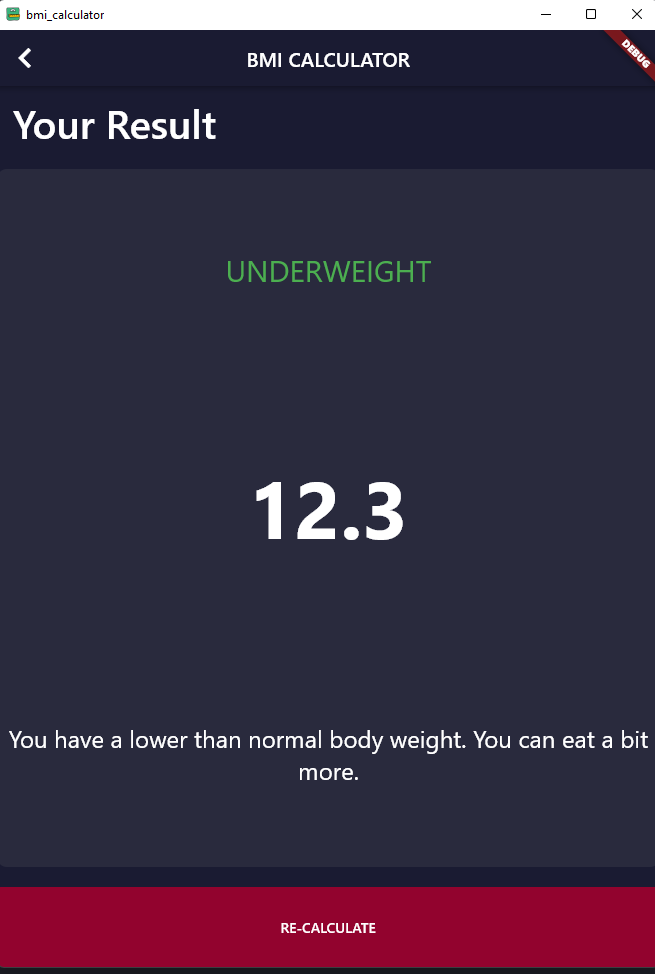 bmi_calculator
BMI CALCULATOR
DEBUG
Your Result
UNDERWEIGHT
12.3
You have a lower than normal body weight. You can eat a bit
more.
RE-CALCULATE